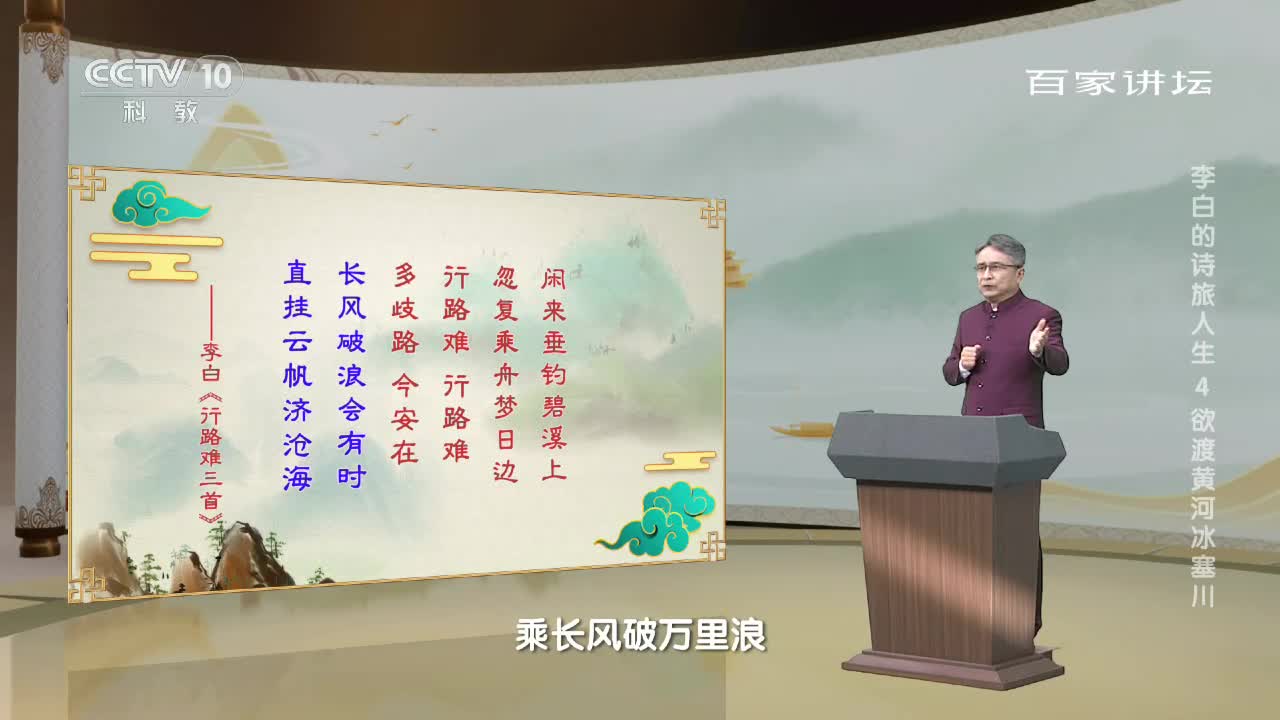 CCTV 10
科教
百家讲坛
李白的诗旅人生 4 欲渡黄河冰塞川
闲来垂钓碧溪上
忽复乘舟梦日边
行路难 行路难
多歧路 今安在
长风破浪会有时
直挂云帆济沧海
——李白《行路难三首》
乘长风破万里浪